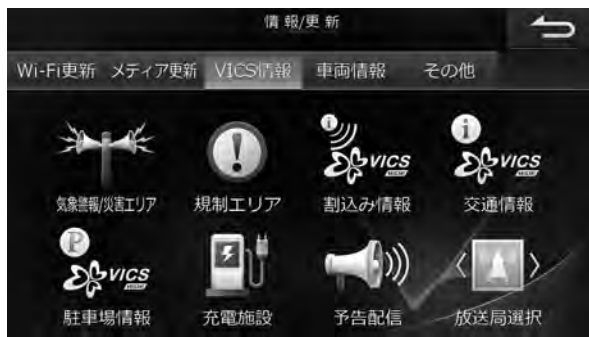 情報/更新
Wi-Fi更新 メディア更新 VICS情報 車両情報 その他
i
VICS
WIDE
i
VICS
WIDE
気象警報/災害エリア 規制エリア 割込み情報 交通情報
P
VICS
WIDE
駐車場情報 充電施設 予告配信 放送局選択